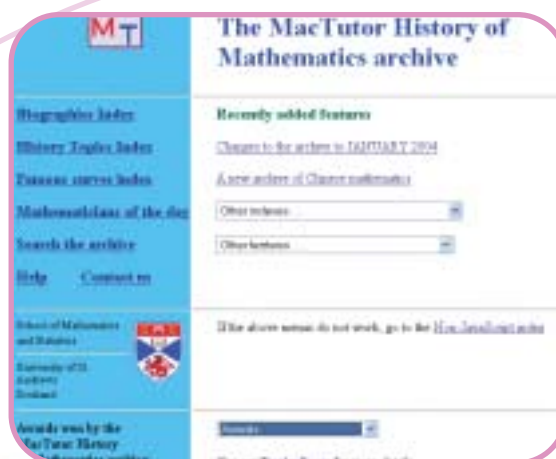 MT
The MacTutor History of
Mathematics archive
Biographies Index
History Topics Index
Famous curves Index
Mathematicians of the day
Search the archive
Help Contact us
Recently added features
Changes to the archive to JANUARY 2004
A new archive of Chinese mathematics
Other indexes
Other features
School of Mathematics
and Statistics
University of St
Andrews
Scotland
If the above menus do not work, go to the Non JavaScript index
Awards won by the
MacTutor History
Awards